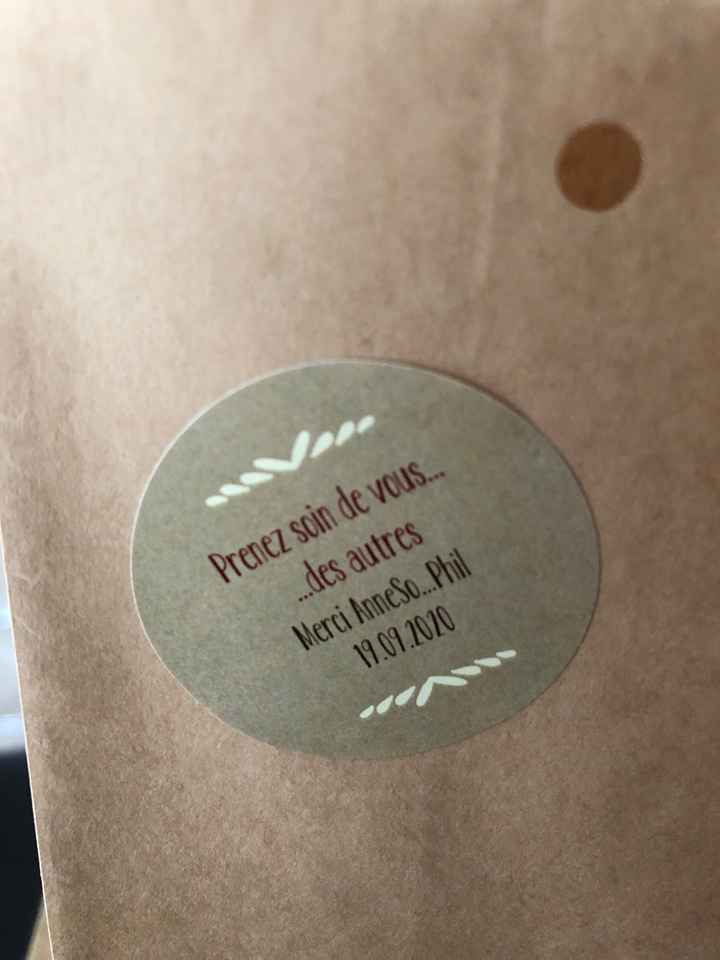 Prenez soin de vous...
...des autres
Merci AnneSo...Phil
19.09.2020